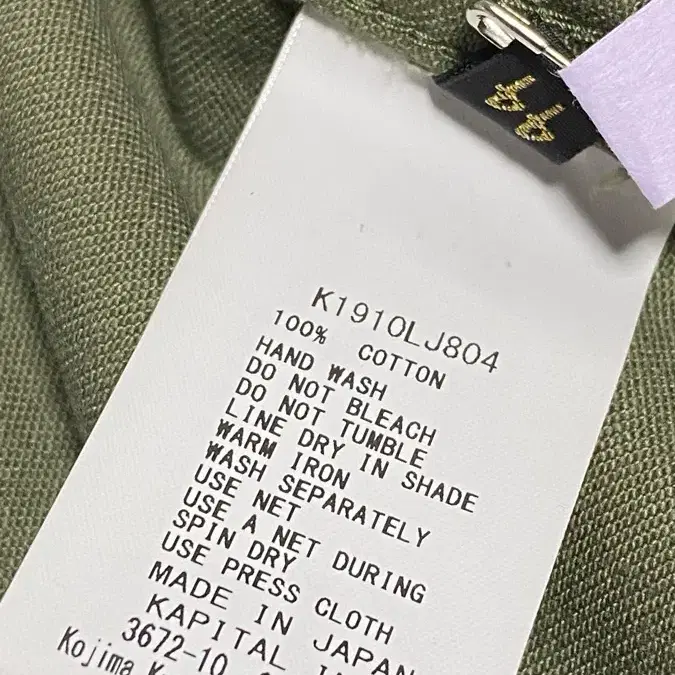 K1910LJ804
100% COTTON
HAND WASH
DO NOT BLEACH
DO NOT TUMBLE
LINE DRY IN SHADE
WARM IRON
WASH SEPARATELY
USE NET
USE A NET DURING
SPIN DRY
USE PRESS CLOTH
MADE IN JAPAN
KAPITAL
3672-10
Kojima